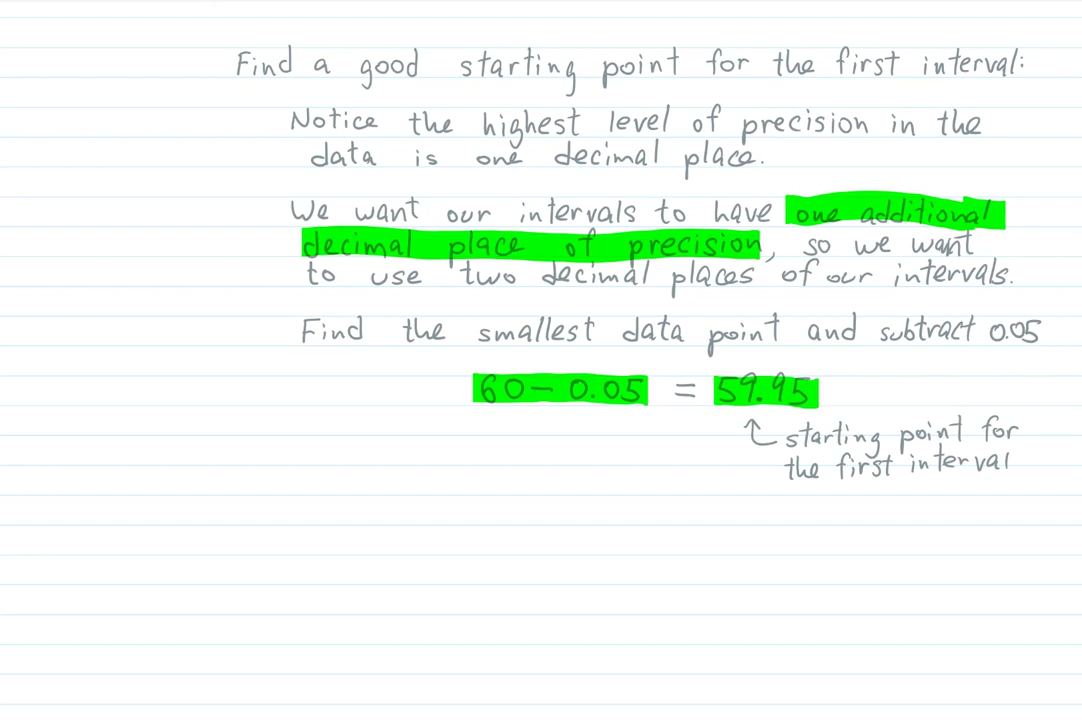 Find a good starting point for the first interval:
Notice the highest level of precision in the
data is one decimal place.
We want our intervals to have one additional
decimal place of precision, so we want
to use two decimal places of our intervals.
Find the smallest data point and subtract 0.05
60 - 0.05 = 59.95
starting point for
the first interval